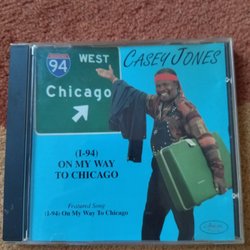 94
WEST
Chicago
CASEY JONES
(I-94)
ON MY WAY
TO CHICAGO
Featured Song
(I-94) On My Way To Chicago